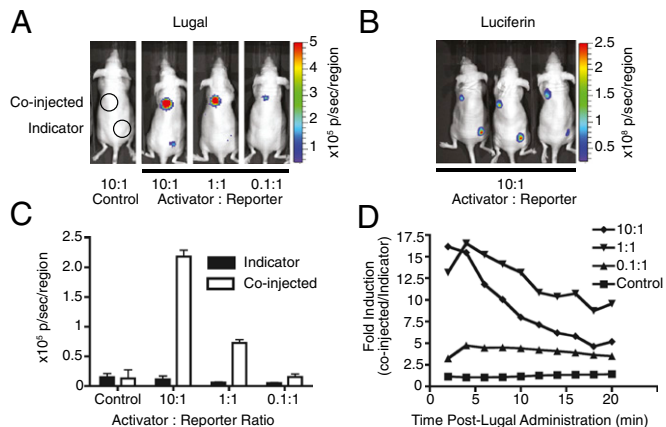 A
Lugal
5
4
3
2
1
x10⁵ p/sec/region
Co-injected
Indicator
10:1
Control
10:1
1:1
0.1:1
Activator : Reporter
B
Luciferin
2.5
2.0
1.5
1.0
0.5
x10⁸ p/sec/region
10:1
Activator : Reporter
C
2.5
2.0
1.5
1.0
0.5
0
x10⁵ p/sec/region
Indicator
Co-injected
Control
10:1
1:1
0.1:1
Activator : Reporter Ratio
D
10:1
1:1
0.1:1
Control
17.5
15
12.5
10
7.5
5
2.5
0
Fold Induction
(co-injected/Indicator)
0
5
10
15
20
Time Post-Lugal Administration (min)